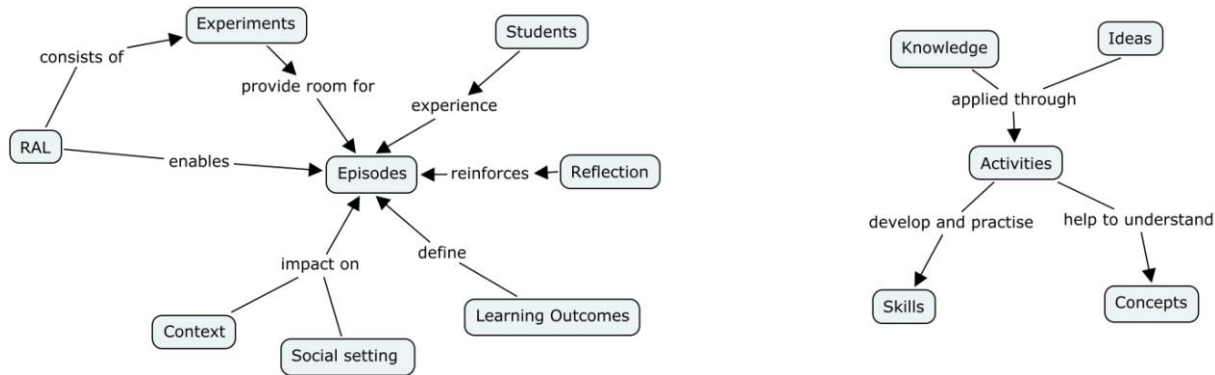 Experiments
Students
consists of
provide room for
experience
RAL
enables
Episodes
reinforces
Reflection
impact on
define
Context
Social setting
Learning Outcomes
Knowledge
Ideas
applied through
Activities
develop and practise
help to understand
Skills
Concepts